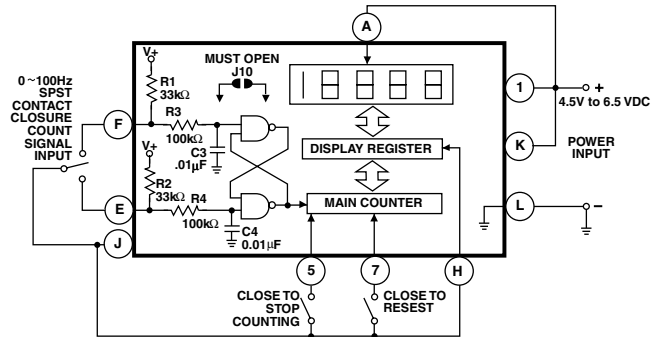 A
V+
MUST OPEN
J10
R1
33kΩ
0~100Hz
SPST
CONTACT
CLOSURE
COUNT
SIGNAL
INPUT
F
R3
100kΩ
C3
.01µF
V+
R2
33kΩ
R4
100kΩ
C4
0.01µF
E
J
DISPLAY REGISTER
MAIN COUNTER
1
+
4.5V to 6.5 VDC
K
POWER
INPUT
L
−
5
7
H
CLOSE TO
STOP
COUNTING
CLOSE TO
RESEST